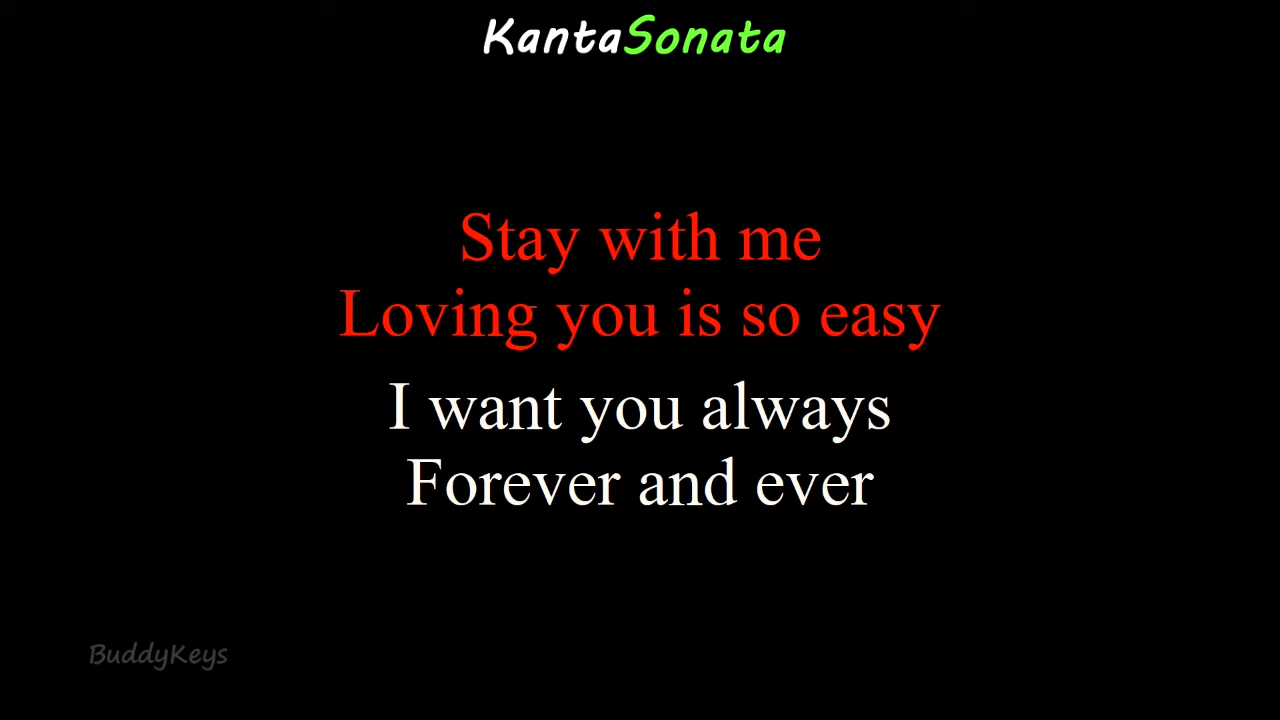 KantaSonata
Stay with me
Loving you is so easy
I want you always
Forever and ever
BuddyKeys